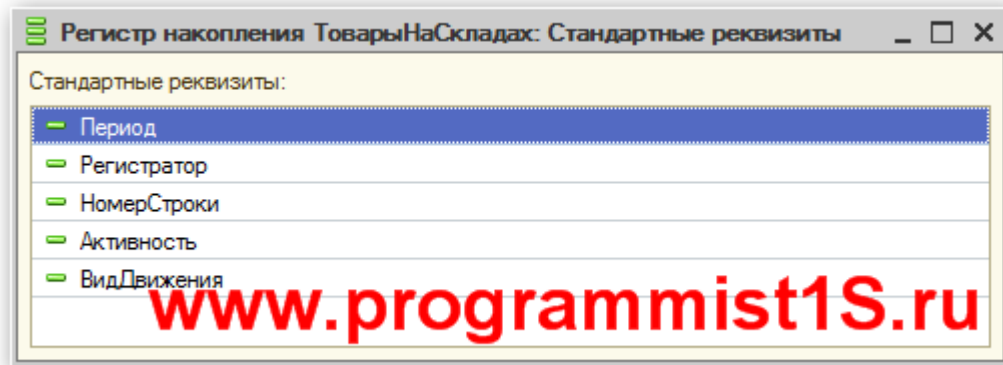 Регистр накопления ТоварыНаСкладах: Стандартные реквизиты
Стандартные реквизиты:
Период
Регистратор
НомерСтроки
Активность
ВидДвижения
www.programmist1S.ru